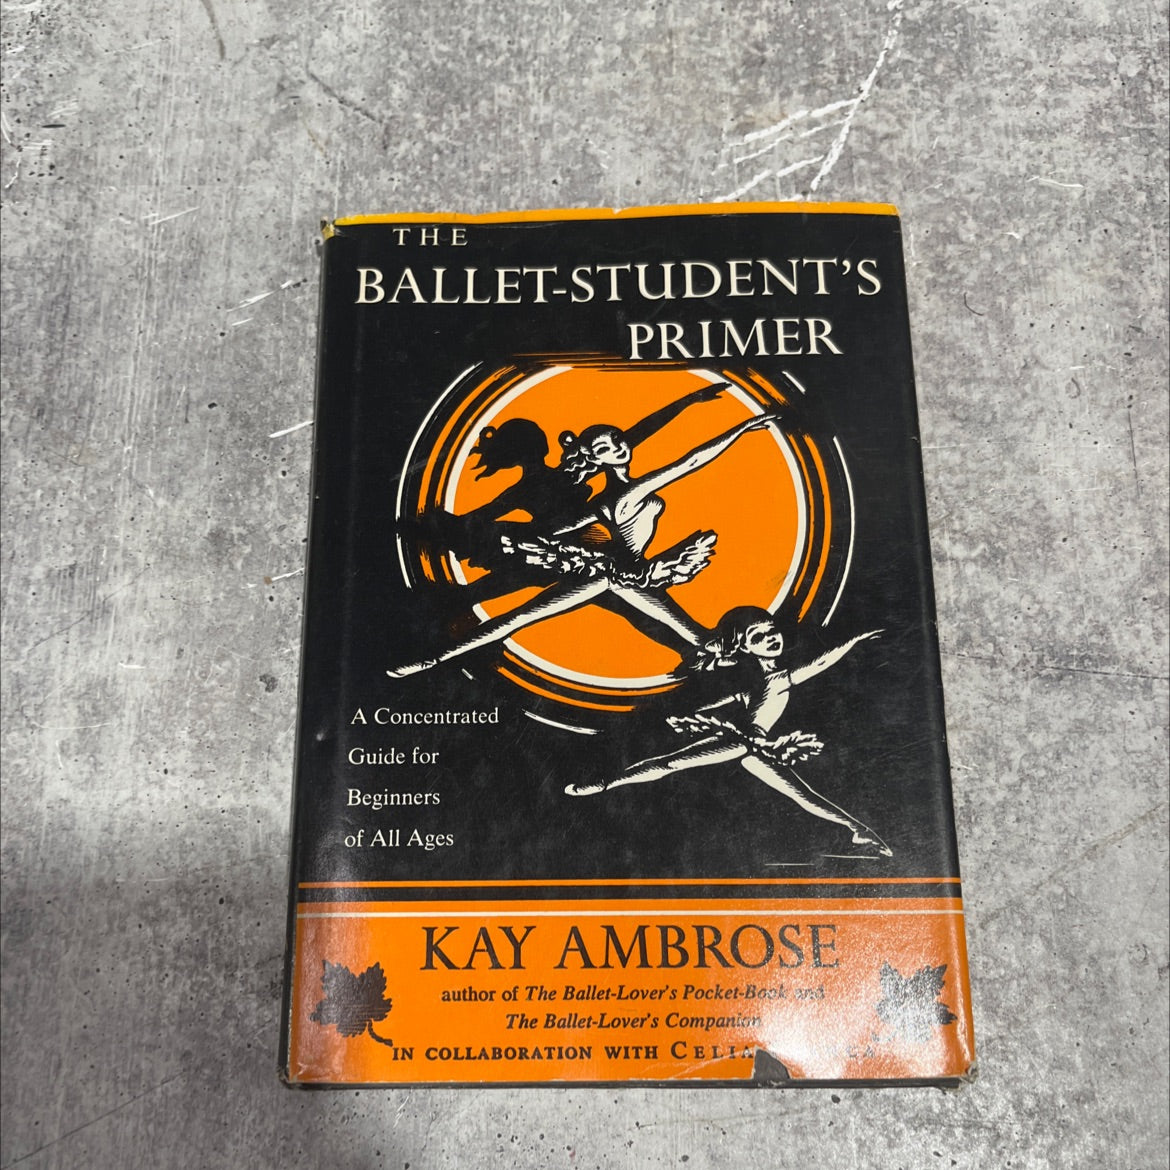 THE
BALLET-STUDENT'S
PRIMER
A Concentrated
Guide for
Beginners
of All Ages
KAY AMBROSE
author of The Ballet-Lover's Pocket-Book and
The Ballet-Lover's Companion
IN COLLABORATION WITH CELIA